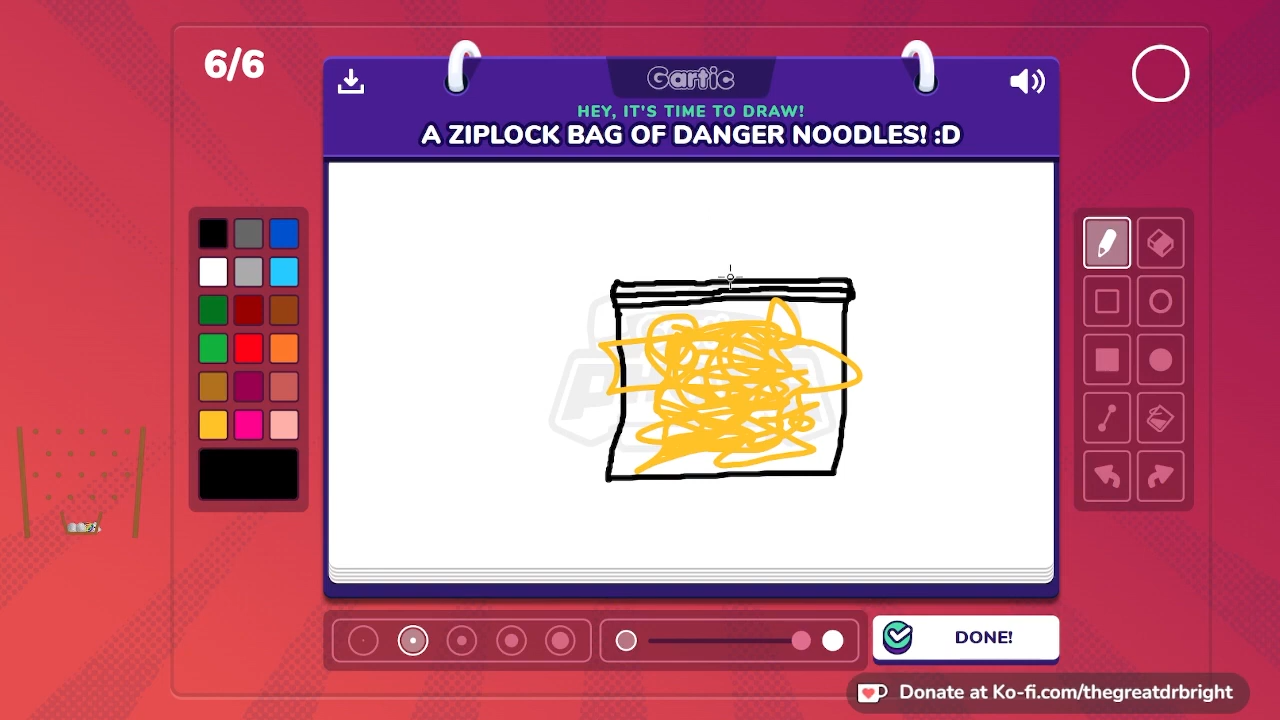 6/6
Gartic
HEY, IT'S TIME TO DRAW!
A ZIPLOCK BAG OF DANGER NOODLES! :D
DONE!
Donate at Ko-fi.com/thegreatdrbright